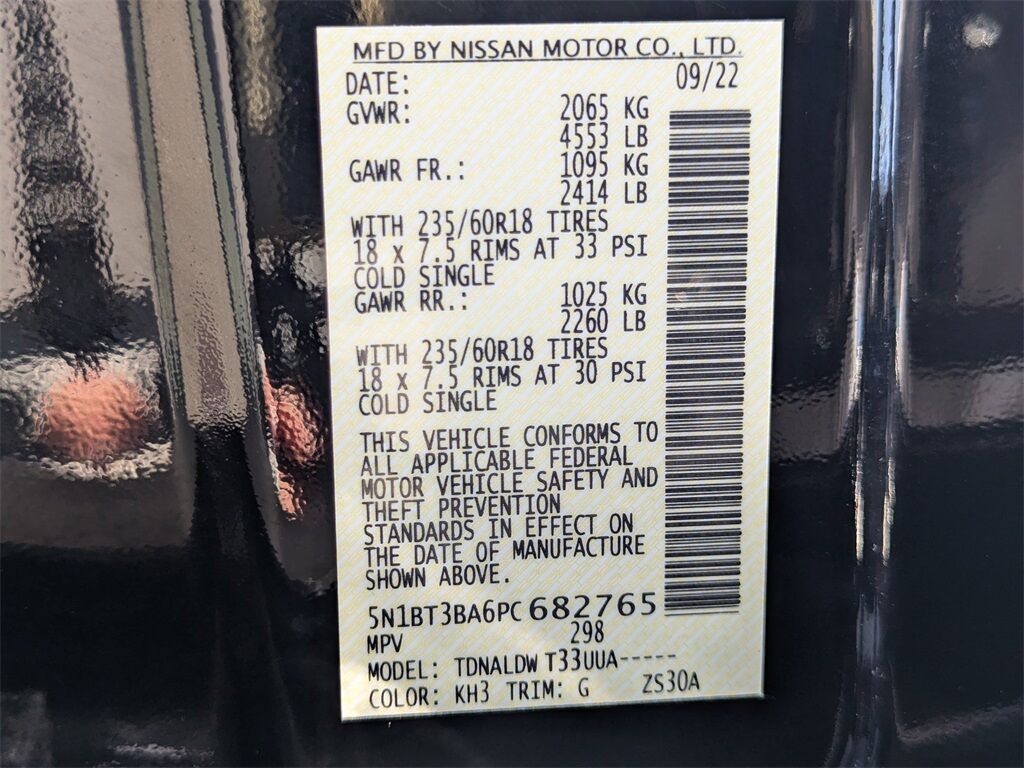 MFD BY NISSAN MOTOR CO., LTD.
DATE: 09/22
GVWR: 2065 KG
4553 LB
GAWR FR.: 1095 KG
2414 LB
WITH 235/60R18 TIRES
18 x 7.5 RIMS AT 33 PSI
COLD SINGLE
GAWR RR.: 1025 KG
2260 LB
WITH 235/60R18 TIRES
18 x 7.5 RIMS AT 30 PSI
COLD SINGLE
THIS VEHICLE CONFORMS TO
ALL APPLICABLE FEDERAL
MOTOR VEHICLE SAFETY AND
THEFT PREVENTION
STANDARDS IN EFFECT ON
THE DATE OF MANUFACTURE
SHOWN ABOVE.
5N1BT3BA6PC682765
MPV 298
MODEL: TDNALDW T33UUA-----
COLOR: KH3 TRIM: G ZS30A